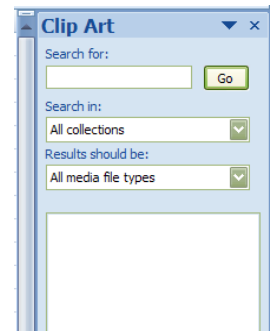 Clip Art
Search for:
Go
Search in:
All collections
Results should be:
All media file types